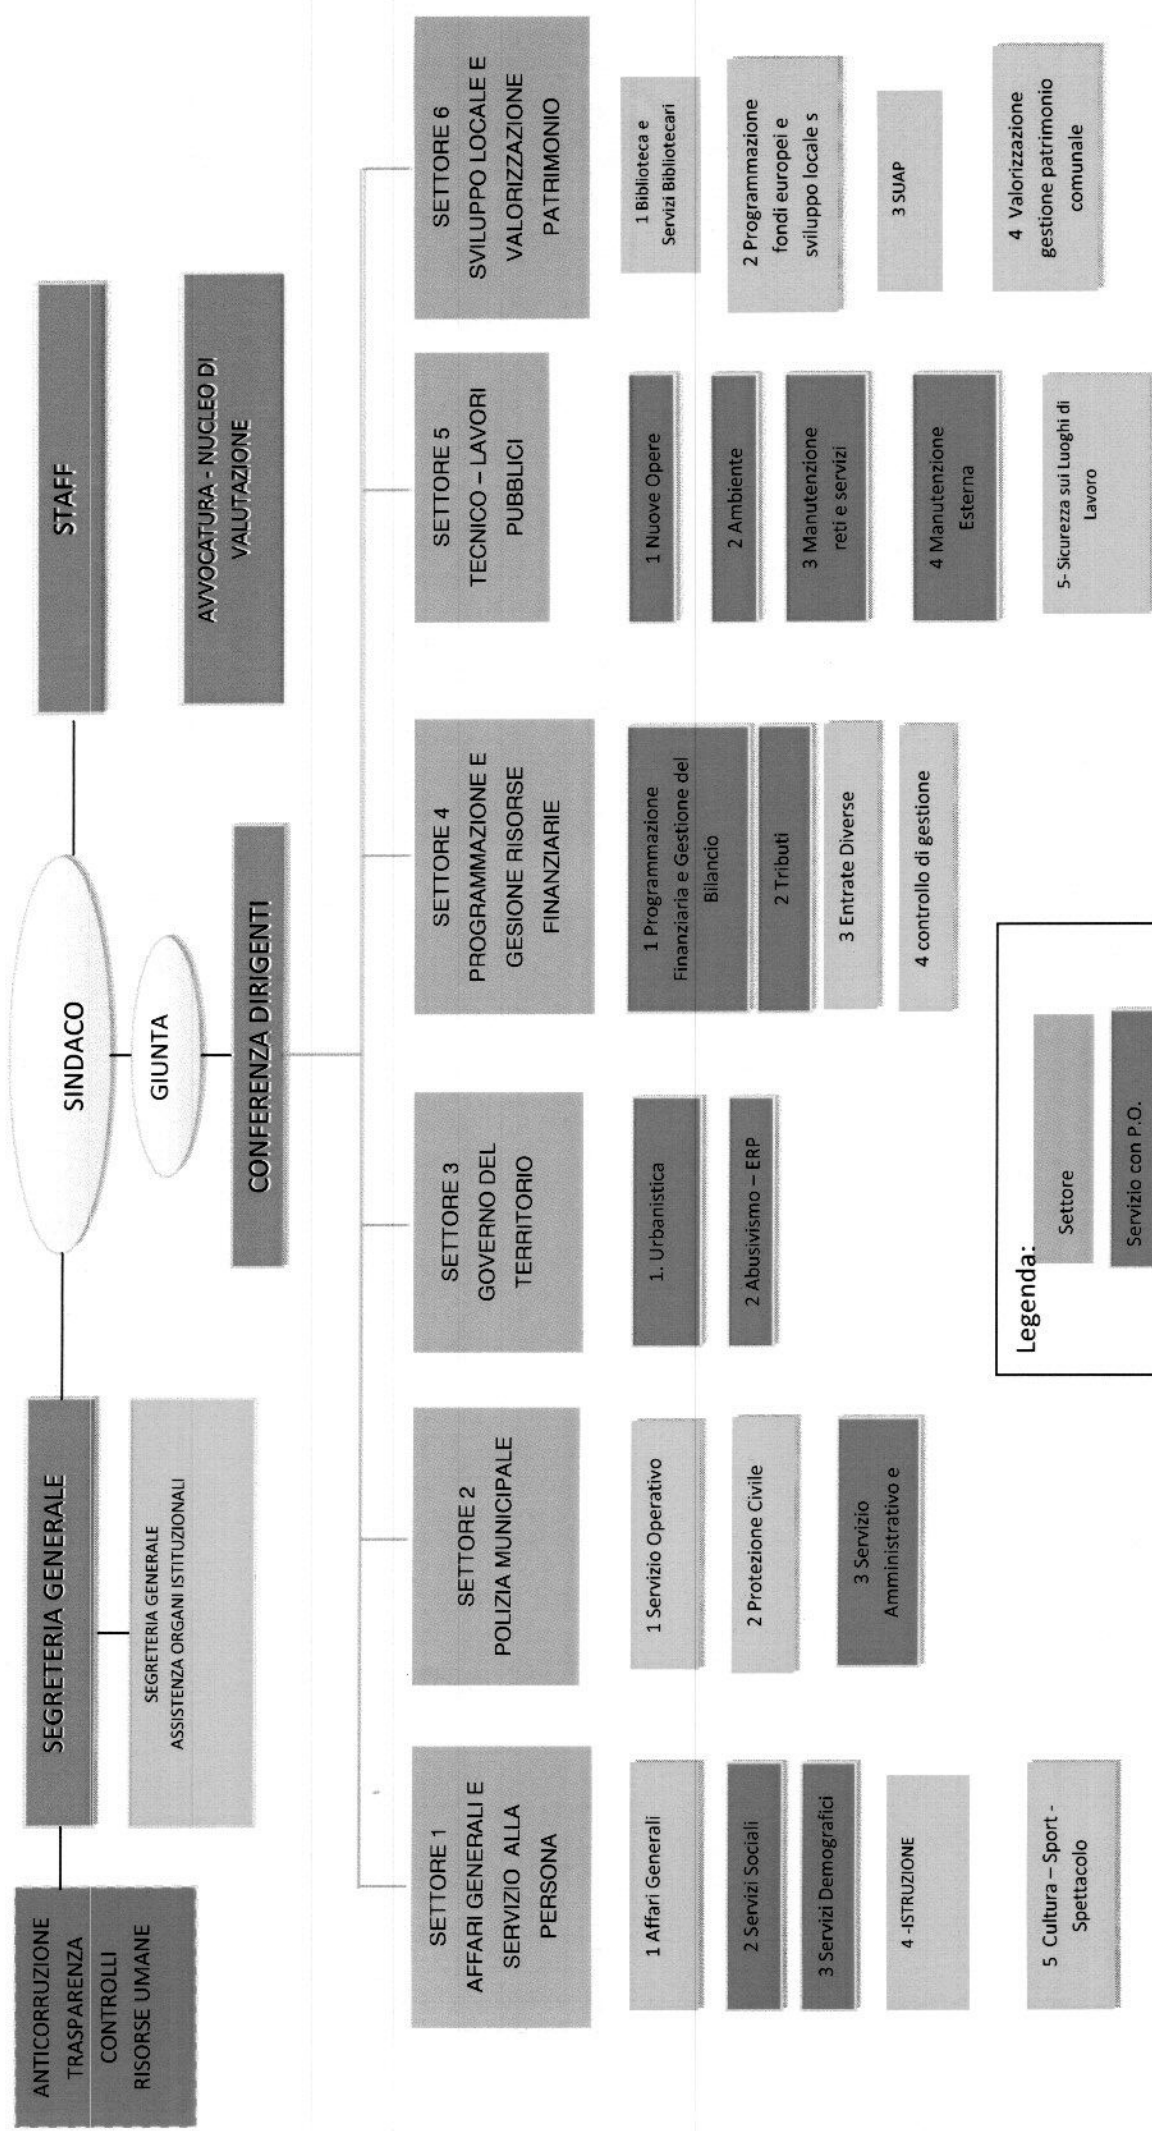 ANTICORRUZIONE
TRASPARENZA
CONTROLLI
RISORSE UMANE
SEGRETERIA GENERALE
SEGRETERIA GENERALE
ASSISTENZA ORGANI ISTITUZIONALI
SINDACO
GIUNTA
CONFERENZA DIRIGENTI
STAFF
AVVOCATURA - NUCLEO DI
VALUTAZIONE
SETTORE 1
AFFARI GENERALI E
SERVIZIO ALLA
PERSONA
1 Affari Generali
2 Servizi Sociali
3 Servizi Demografici
4 -ISTRUZIONE
5 Cultura – Sport -
Spettacolo
SETTORE 2
POLIZIA MUNICIPALE
1 Servizio Operativo
2 Protezione Civile
3 Servizio
Amministrativo e
SETTORE 3
GOVERNO DEL
TERRITORIO
1. Urbanistica
2 Abusivismo – ERP
SETTORE 4
PROGRAMMAZIONE E
GESIONE RISORSE
FINANZIARIE
1 Programmazione
Finanziaria e Gestione del
Bilancio
2 Tributi
3 Entrate Diverse
4 controllo di gestione
SETTORE 5
TECNICO – LAVORI
PUBBLICI
1 Nuove Opere
2 Ambiente
3 Manutenzione
reti e servizi
4 Manutenzione
Esterna
5- Sicurezza sui Luoghi di
Lavoro
SETTORE 6
SVILUPPO LOCALE E
VALORIZZAZIONE
PATRIMONIO
1 Biblioteca e
Servizi Bibliotecari
2 Programmazione
fondi europei e
sviluppo locale s
3 SUAP
4 Valorizzazione
gestione patrimonio
comunale
Legenda:
Settore
Servizio con P.O.